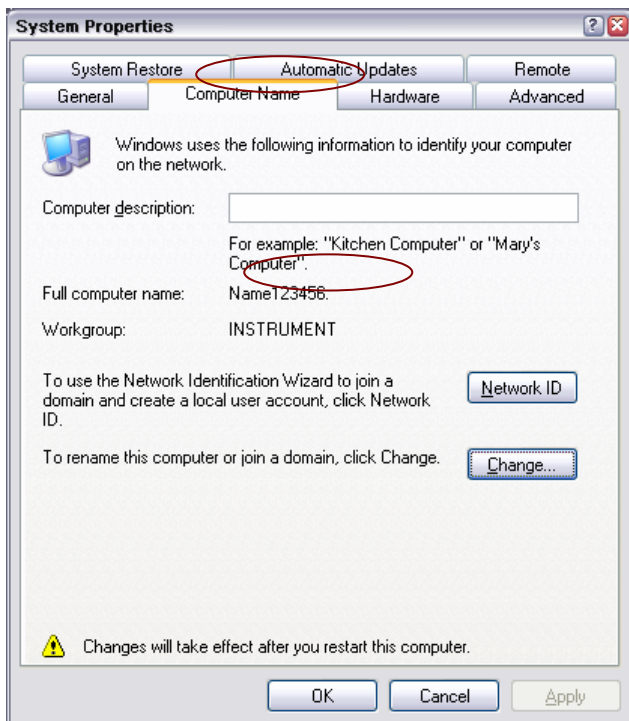 System Properties
System Restore Automatic Updates Remote
General Computer Name Hardware Advanced
Windows uses the following information to identify your computer
on the network.
Computer description:
For example: "Kitchen Computer" or "Mary's
Computer".
Full computer name: Name123456.
Workgroup: INSTRUMENT
To use the Network Identification Wizard to join a
domain and create a local user account, click Network
ID.
Network ID
To rename this computer or join a domain, click Change.
Change...
Changes will take effect after you restart this computer.
OK Cancel Apply